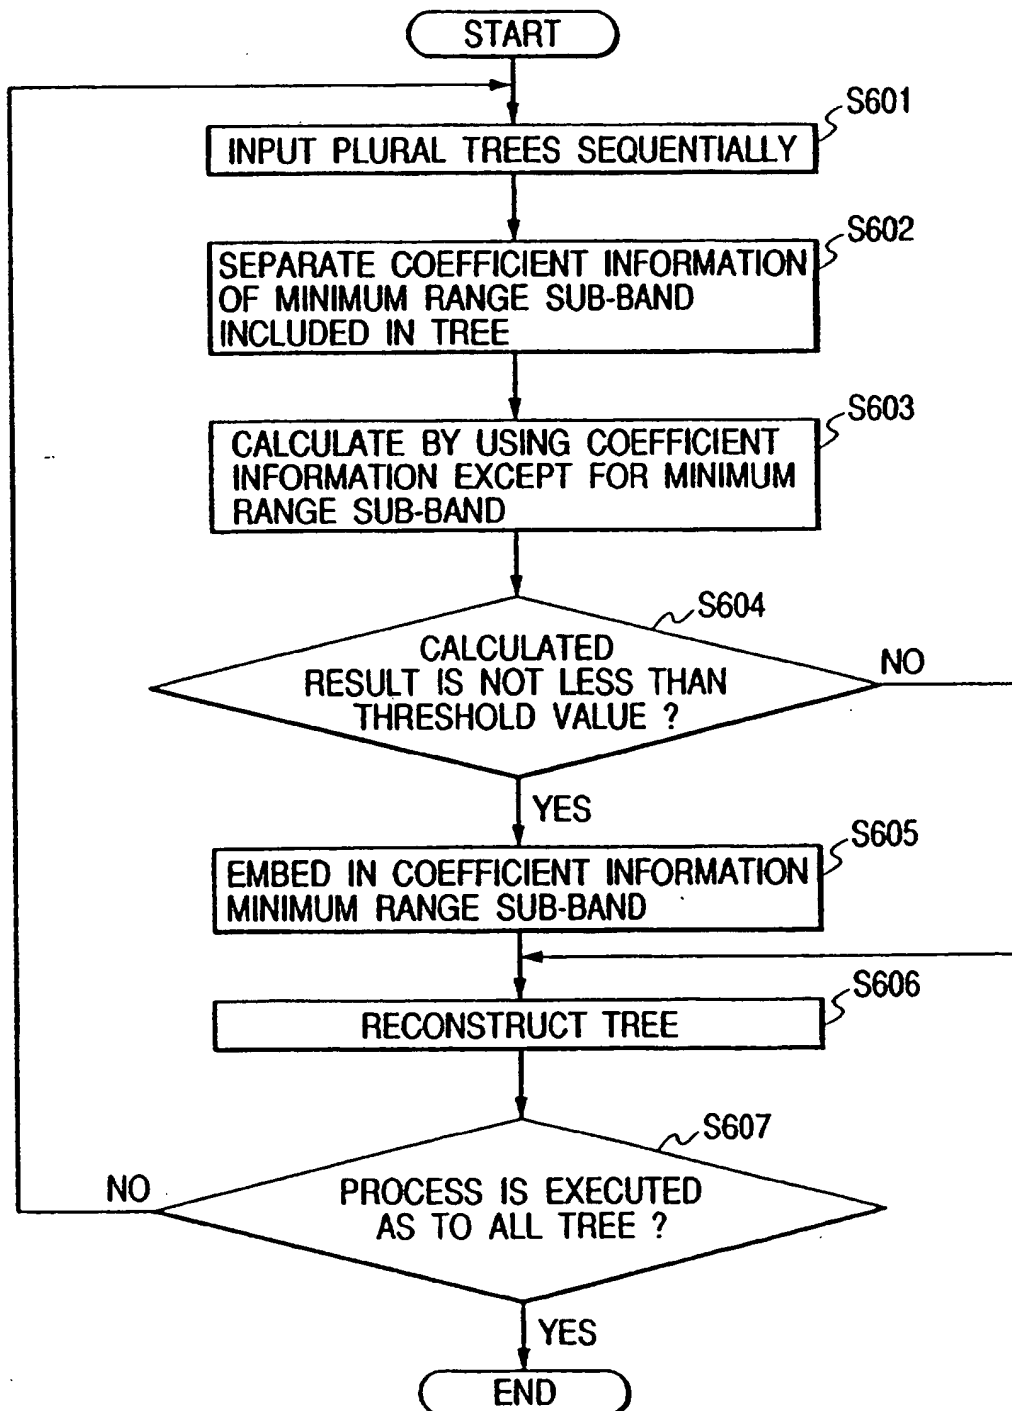 START
S601
INPUT PLURAL TREES SEQUENTIALLY
S602
SEPARATE COEFFICIENT INFORMATION
OF MINIMUM RANGE SUB-BAND
INCLUDED IN TREE
S603
CALCULATE BY USING COEFFICIENT
INFORMATION EXCEPT FOR MINIMUM
RANGE SUB-BAND
S604
CALCULATED
RESULT IS NOT LESS THAN
THRESHOLD VALUE ?
NO
YES
S605
EMBED IN COEFFICIENT INFORMATION
MINIMUM RANGE SUB-BAND
S606
RECONSTRUCT TREE
S607
PROCESS IS EXECUTED
AS TO ALL TREE ?
NO
YES
END